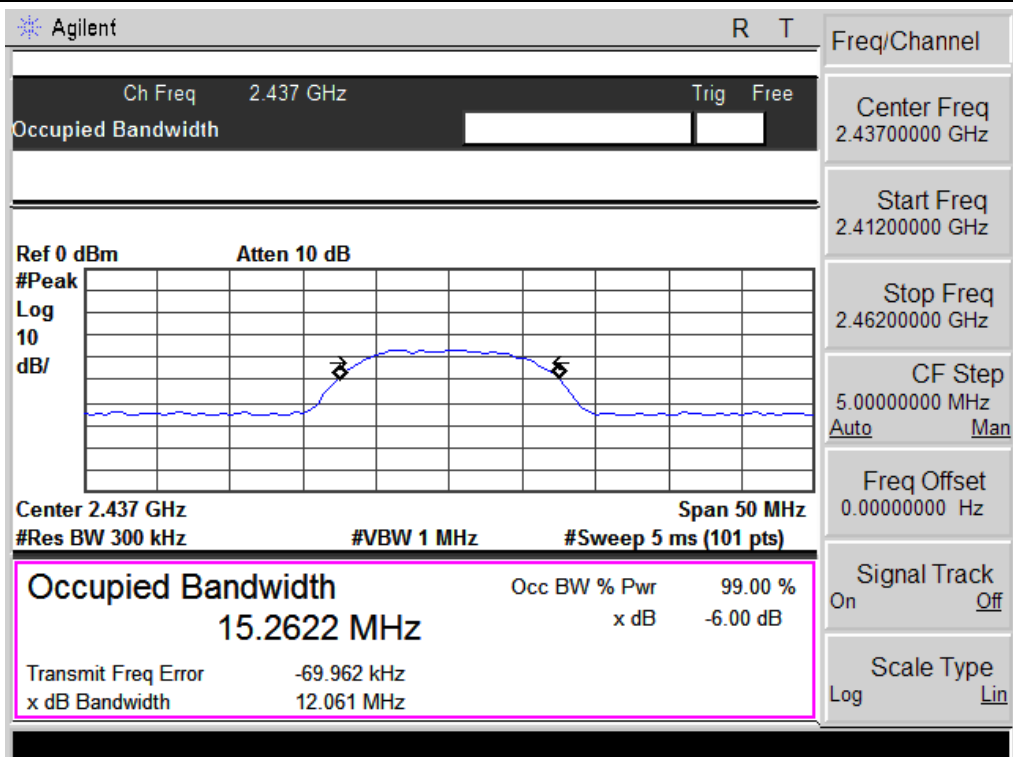 Agilent R T
Ch Freq 2.437 GHz Trig Free
Occupied Bandwidth
Ref 0 dBm Atten 10 dB
#Peak
Log
10
dB/
Center 2.437 GHz Span 50 MHz
#Res BW 300 kHz #VBW 1 MHz #Sweep 5 ms (101 pts)
Occupied Bandwidth Occ BW % Pwr 99.00 %
15.2622 MHz x dB -6.00 dB
Transmit Freq Error -69.962 kHz
x dB Bandwidth 12.061 MHz
Freq/Channel
Center Freq
2.43700000 GHz
Start Freq
2.41200000 GHz
Stop Freq
2.46200000 GHz
CF Step
5.00000000 MHz
Auto Man
Freq Offset
0.00000000 Hz
Signal Track
On Off
Scale Type
Log Lin